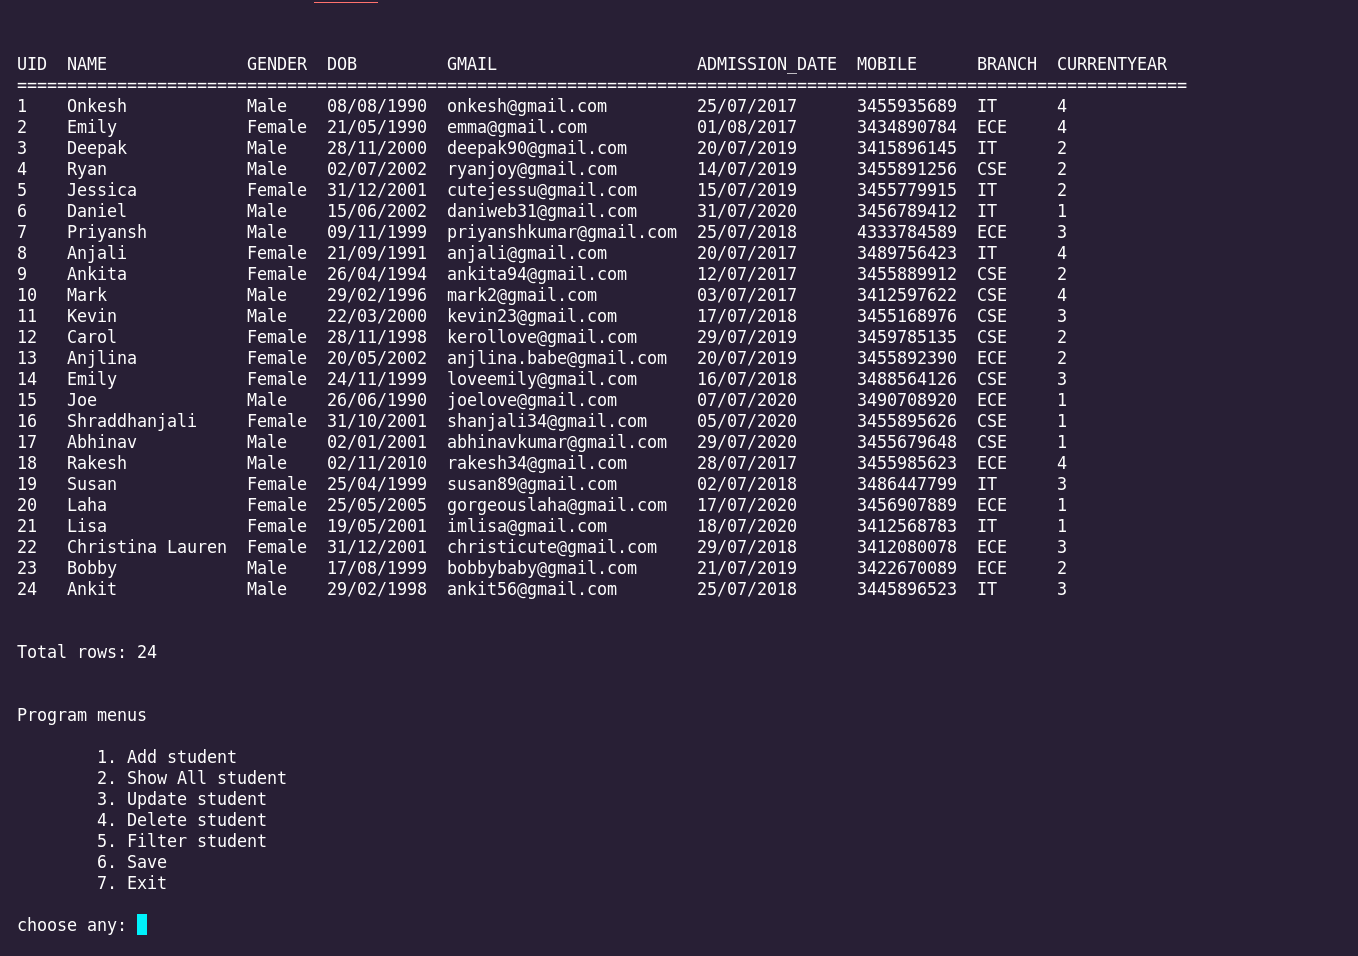 UID  NAME              GENDER  DOB         GMAIL                    ADMISSION_DATE  MOBILE      BRANCH  CURRENTYEAR
=====================================================================================================================
1    Onkesh            Male    08/08/1990  onkesh@gmail.com         25/07/2017      3455935689  IT      4
2    Emily             Female  21/05/1990  emma@gmail.com           01/08/2017      3434890784  ECE     4
3    Deepak            Male    28/11/2000  deepak90@gmail.com       20/07/2019      3415896145  IT      2
4    Ryan              Male    02/07/2002  ryanjoy@gmail.com        14/07/2019      3455891256  CSE     2
5    Jessica           Female  31/12/2001  cutejessu@gmail.com      15/07/2019      3455779915  IT      2
6    Daniel            Male    15/06/2002  daniweb31@gmail.com      31/07/2020      3456789412  IT      1
7    Priyansh          Male    09/11/1999  priyanshkumar@gmail.com  25/07/2018      4333784589  ECE     3
8    Anjali            Female  21/09/1991  anjali@gmail.com         20/07/2017      3489756423  IT      4
9    Ankita            Female  26/04/1994  ankita94@gmail.com       12/07/2017      3455889912  CSE     2
10   Mark              Male    29/02/1996  mark2@gmail.com          03/07/2017      3412597622  CSE     4
11   Kevin             Male    22/03/2000  kevin23@gmail.com        17/07/2018      3455168976  CSE     3
12   Carol             Female  28/11/1998  kerollove@gmail.com      29/07/2019      3459785135  CSE     2
13   Anjlina           Female  20/05/2002  anjlina.babe@gmail.com   20/07/2019      3455892390  ECE     2
14   Emily             Female  24/11/1999  loveemily@gmail.com      16/07/2018      3488564126  CSE     3
15   Joe               Male    26/06/1990  joelove@gmail.com        07/07/2020      3490708920  ECE     1
16   Shraddhanjali     Female  31/10/2001  shanjali34@gmail.com     05/07/2020      3455895626  CSE     1
17   Abhinav           Male    02/01/2001  abhinavkumar@gmail.com   29/07/2020      3455679648  CSE     1
18   Rakesh            Male    02/11/2010  rakesh34@gmail.com       28/07/2017      3455985623  ECE     4
19   Susan             Female  25/04/1999  susan89@gmail.com        02/07/2018      3486447799  IT      3
20   Laha              Female  25/05/2005  gorgeouslaha@gmail.com   17/07/2020      3456907889  ECE     1
21   Lisa              Female  19/05/2001  imlisa@gmail.com         18/07/2020      3412568783  IT      1
22   Christina Lauren  Female  31/12/2001  christicute@gmail.com    29/07/2018      3412080078  ECE     3
23   Bobby             Male    17/08/1999  bobbybaby@gmail.com      21/07/2019      3422670089  ECE     2
24   Ankit             Male    29/02/1998  ankit56@gmail.com        25/07/2018      3445896523  IT      3
Total rows: 24
Program menus
1. Add student
2. Show All student
3. Update student
4. Delete student
5. Filter student
6. Save
7. Exit
choose any: